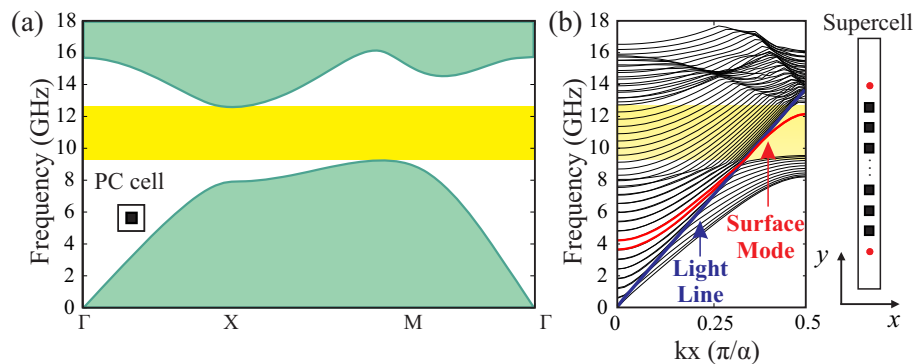 (a)
Frequency (GHz)
18
16
14
12
10
8
6
4
2
0
PC cell
Γ
X
M
Γ
(b)
Frequency (GHz)
18
16
14
12
10
8
6
4
2
0
Surface
Mode
Light
Line
0
0.25
0.5
kx (π/α)
Supercell
y
x